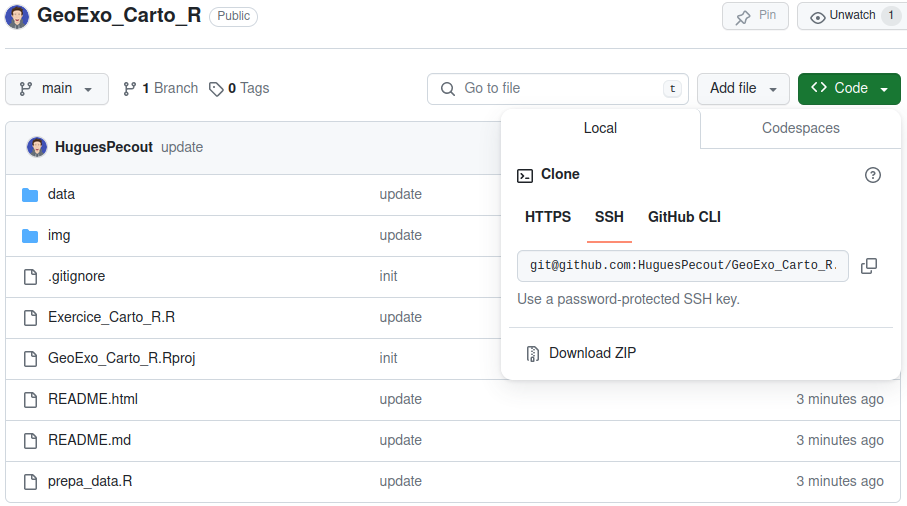 GeoExo_Carto_R Public Pin Unwatch 1
main 1 Branch 0 Tags Go to file t Add file <> Code
Local Codespaces
HuguesPecout update
Clone
data update
HTTPS SSH GitHub CLI
img update
git@github.com:HuguesPecout/GeoExo_Carto_R.
.gitignore init
Use a password-protected SSH key.
Exercice_Carto_R.R update
GeoExo_Carto_R.Rproj init
Download ZIP
README.html update 3 minutes ago
README.md update 3 minutes ago
prepa_data.R update 3 minutes ago